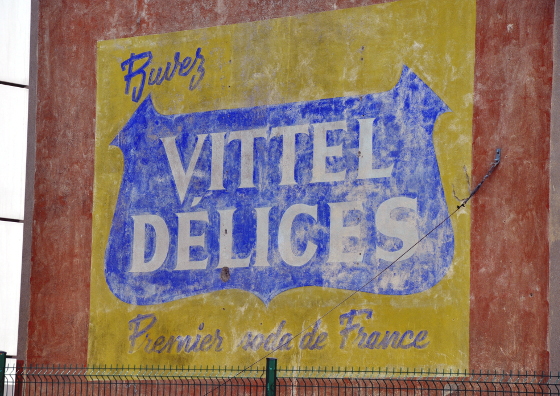 Buvez
VITTEL
DÉLICES
Premier soda de France